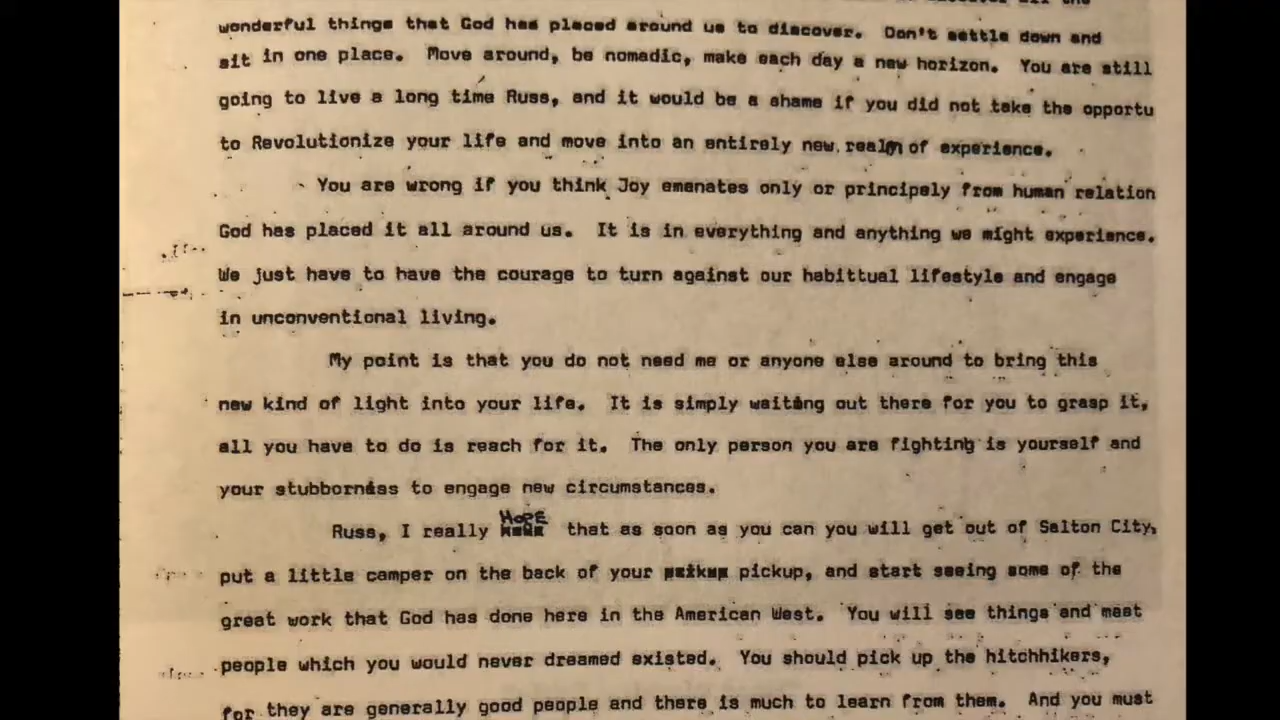 wonderful things that God has placed around us to discover. Don't settle down and
sit in one place. Move around, be nomadic, make each day a new horizon. You are still
going to live a long time Russ, and it would be a shame if you did not take the opportu
to Revolutionize your life and move into an entirely new realm of experience.
You are wrong if you think Joy emanates only or principely from human relation
God has placed it all around us. It is in everything and anything we might experience.
We just have to have the courage to turn against our habittual lifestyle and engage
in unconventional living.
My point is that you do not need me or anyone else around to bring this
new kind of light into your life. It is simply waiting out there for you to grasp it,
all you have to do is reach for it. The only person you are fighting is yourself and
your stubborniss to engage new circumstances.
Russ, I really HOPE that as soon as you can you will get out of Salton City,
put a little camper on the back of your pickup, and start seeing some of the
great work that God has done here in the American West. You will see things and meet
people which you would never dreamed existed. You should pick up the hitchhikers,
for they are generally good people and there is much to learn from them. And you must